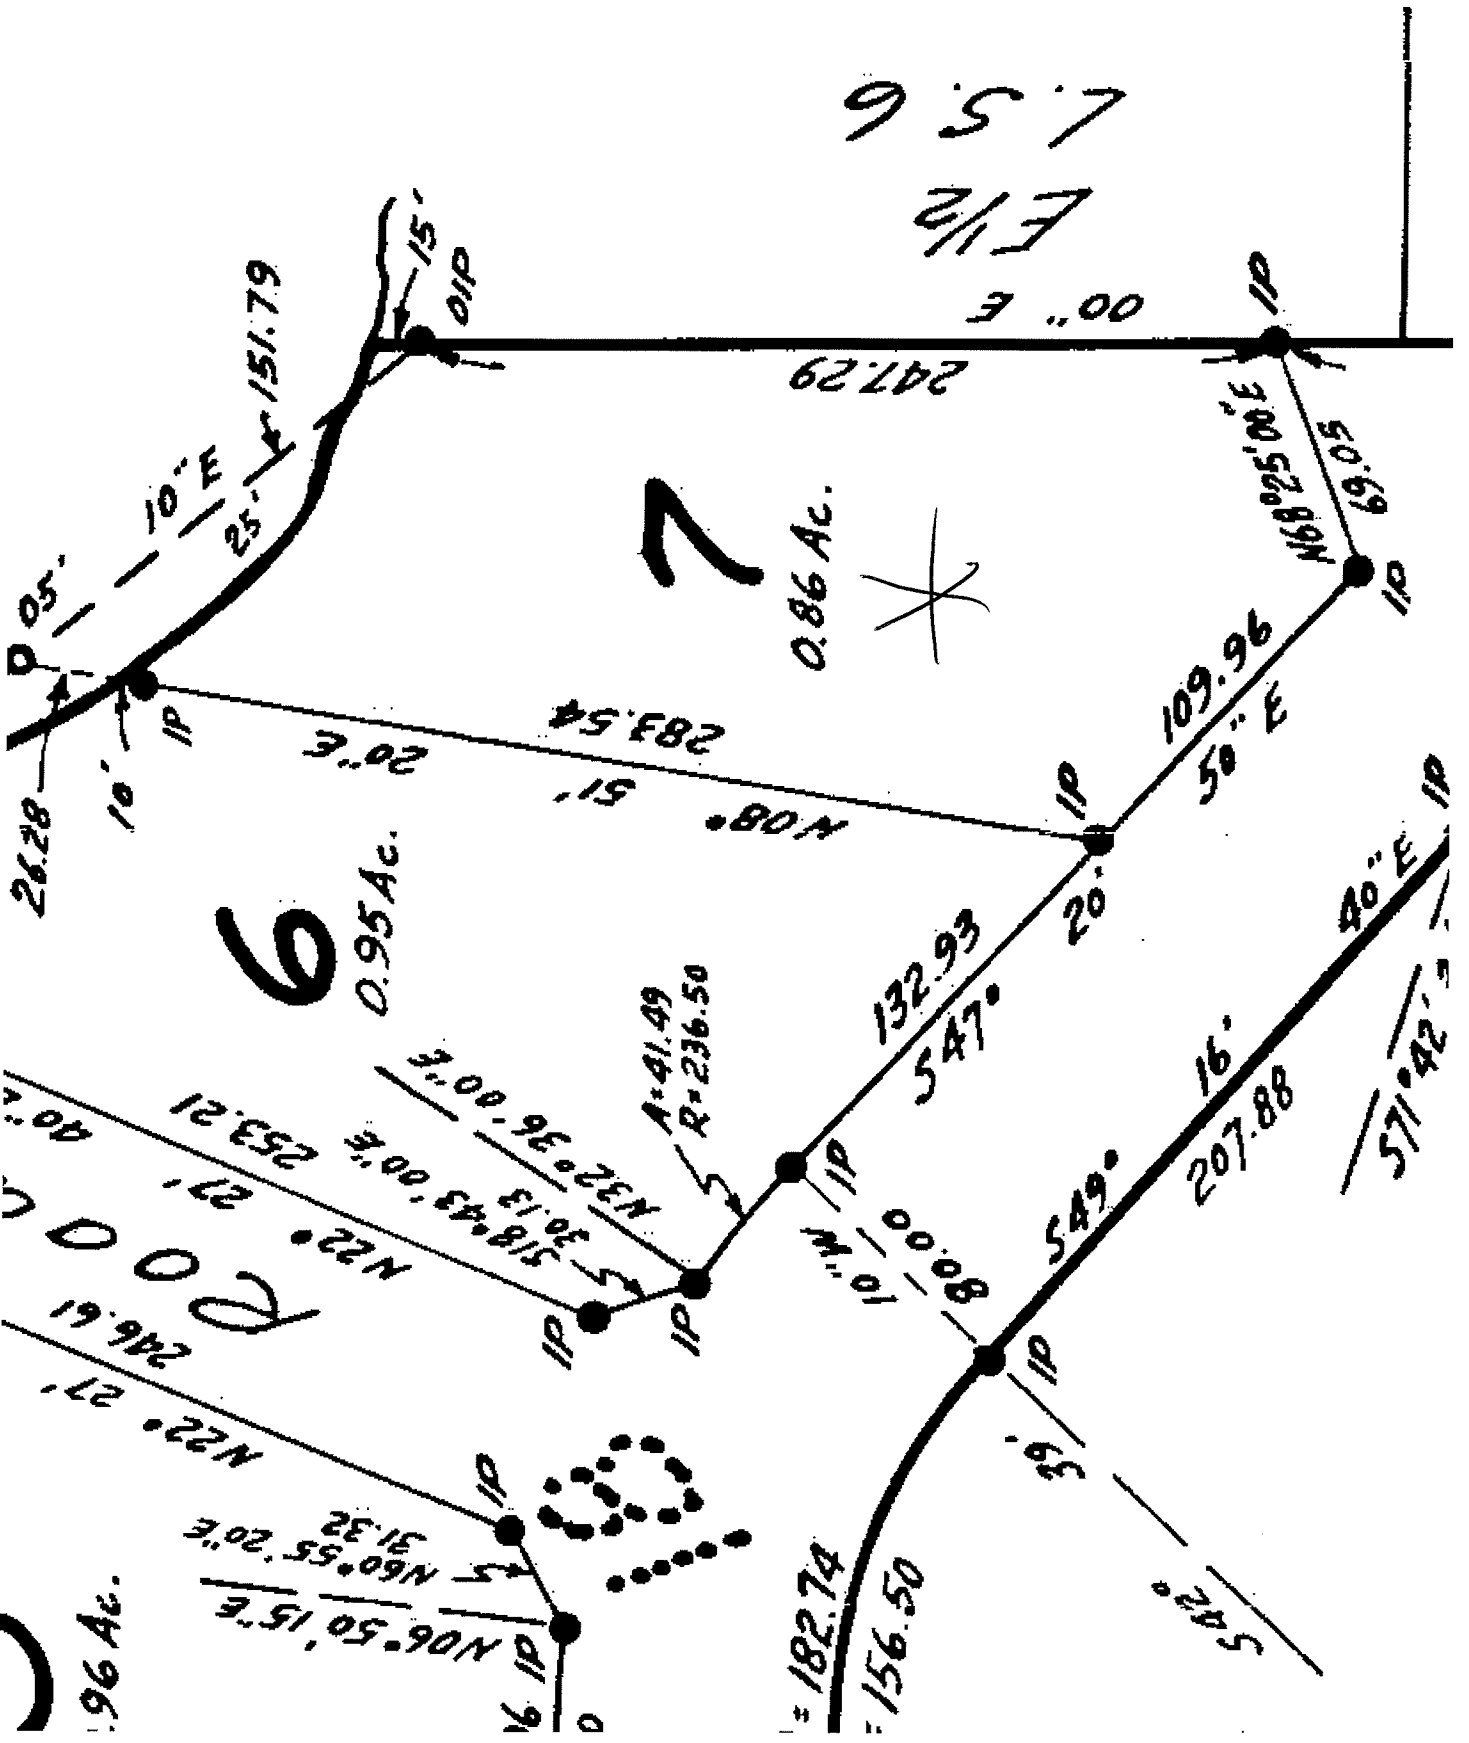 L.S. 6
E1/2
00" E
15'
OIP
IP
151.79
247.29
10" E
25'
N68°25'00"E
69.05
IP
7
0.86 Ac.
05'
109.96
50" E
IP
10'
26.28
283.54
N08° 51' 20"E
IP
IP
6
0.95 Ac.
132.93
S 47° 20'
40" E
A=41.49
R=236.50
N32°36'00"E
S18°43'00"E
30.13
253.21
N22° 27' 40"
16'
207.88
S 49°
S71°42'
IP
10" W
80.00
IP
IP
IP
246.61
N22° 27'
39'
S 42°
IP
18
31.32
N60°55'20"E
N06°50'15"E
IP
.96 Ac.
= 182.74
= 156.50